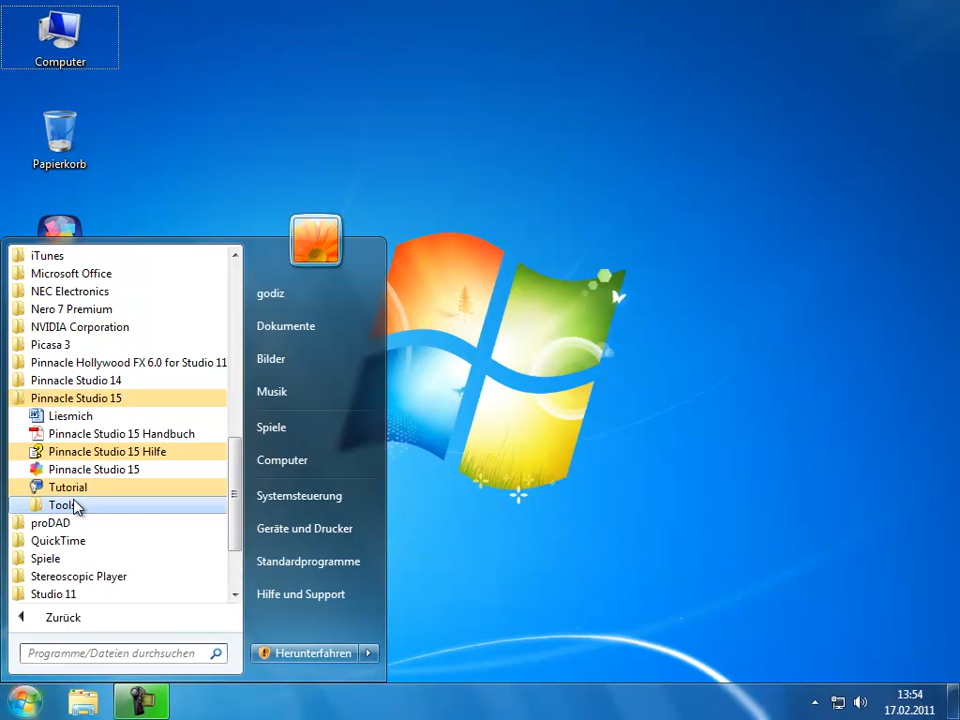 Computer
Papierkorb
iTunes
Microsoft Office
NEC Electronics
Nero 7 Premium
NVIDIA Corporation
Picasa 3
Pinnacle Hollywood FX 6.0 for Studio 11
Pinnacle Studio 14
Pinnacle Studio 15
Liesmich
Pinnacle Studio 15 Handbuch
Pinnacle Studio 15 Hilfe
Pinnacle Studio 15
Tutorial
Tools
proDAD
QuickTime
Spiele
Stereoscopic Player
Studio 11
Zurück
Programme/Dateien durchsuchen
godiz
Dokumente
Bilder
Musik
Spiele
Computer
Systemsteuerung
Geräte und Drucker
Standardprogramme
Hilfe und Support
Herunterfahren
13:54
17.02.2011